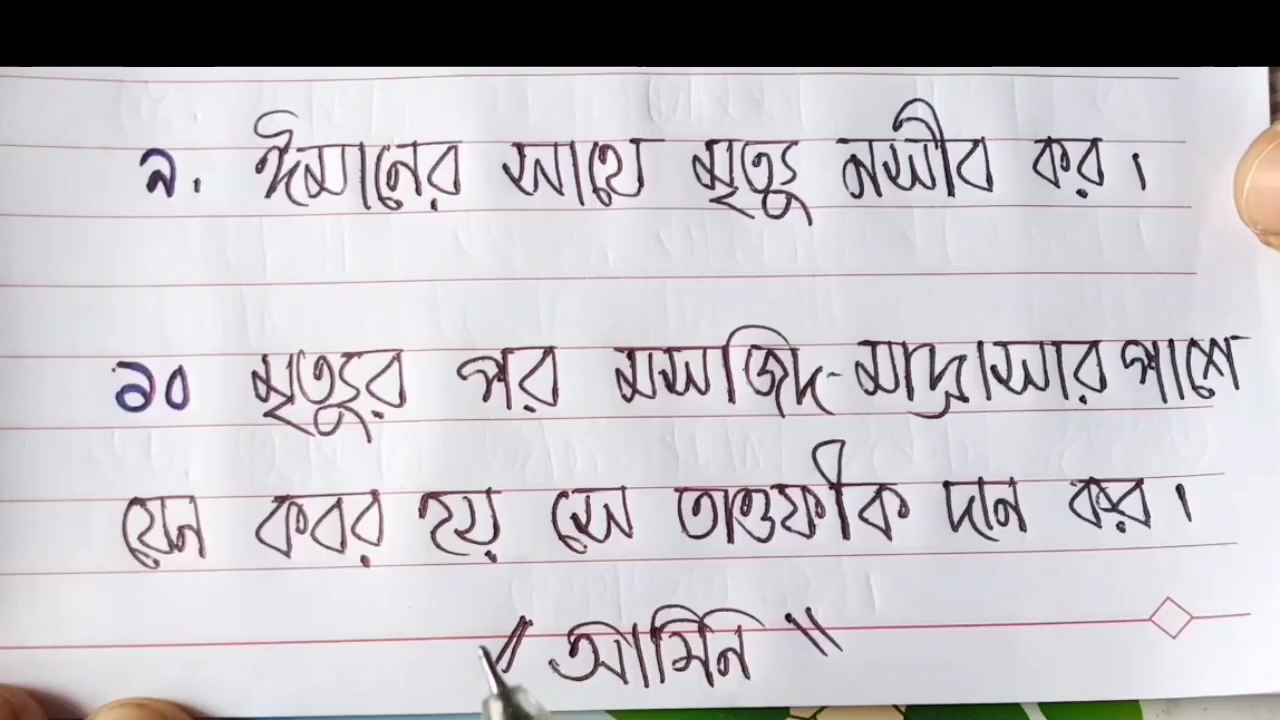 ৯. ঈমানের সাথে মৃত্যু নসীব কর।
১০ মৃত্যুর পর মসজিদ-মাদ্রাসার পাশে
যেন কবর হয় সে তাওফীক দান কর।
"আমিন"